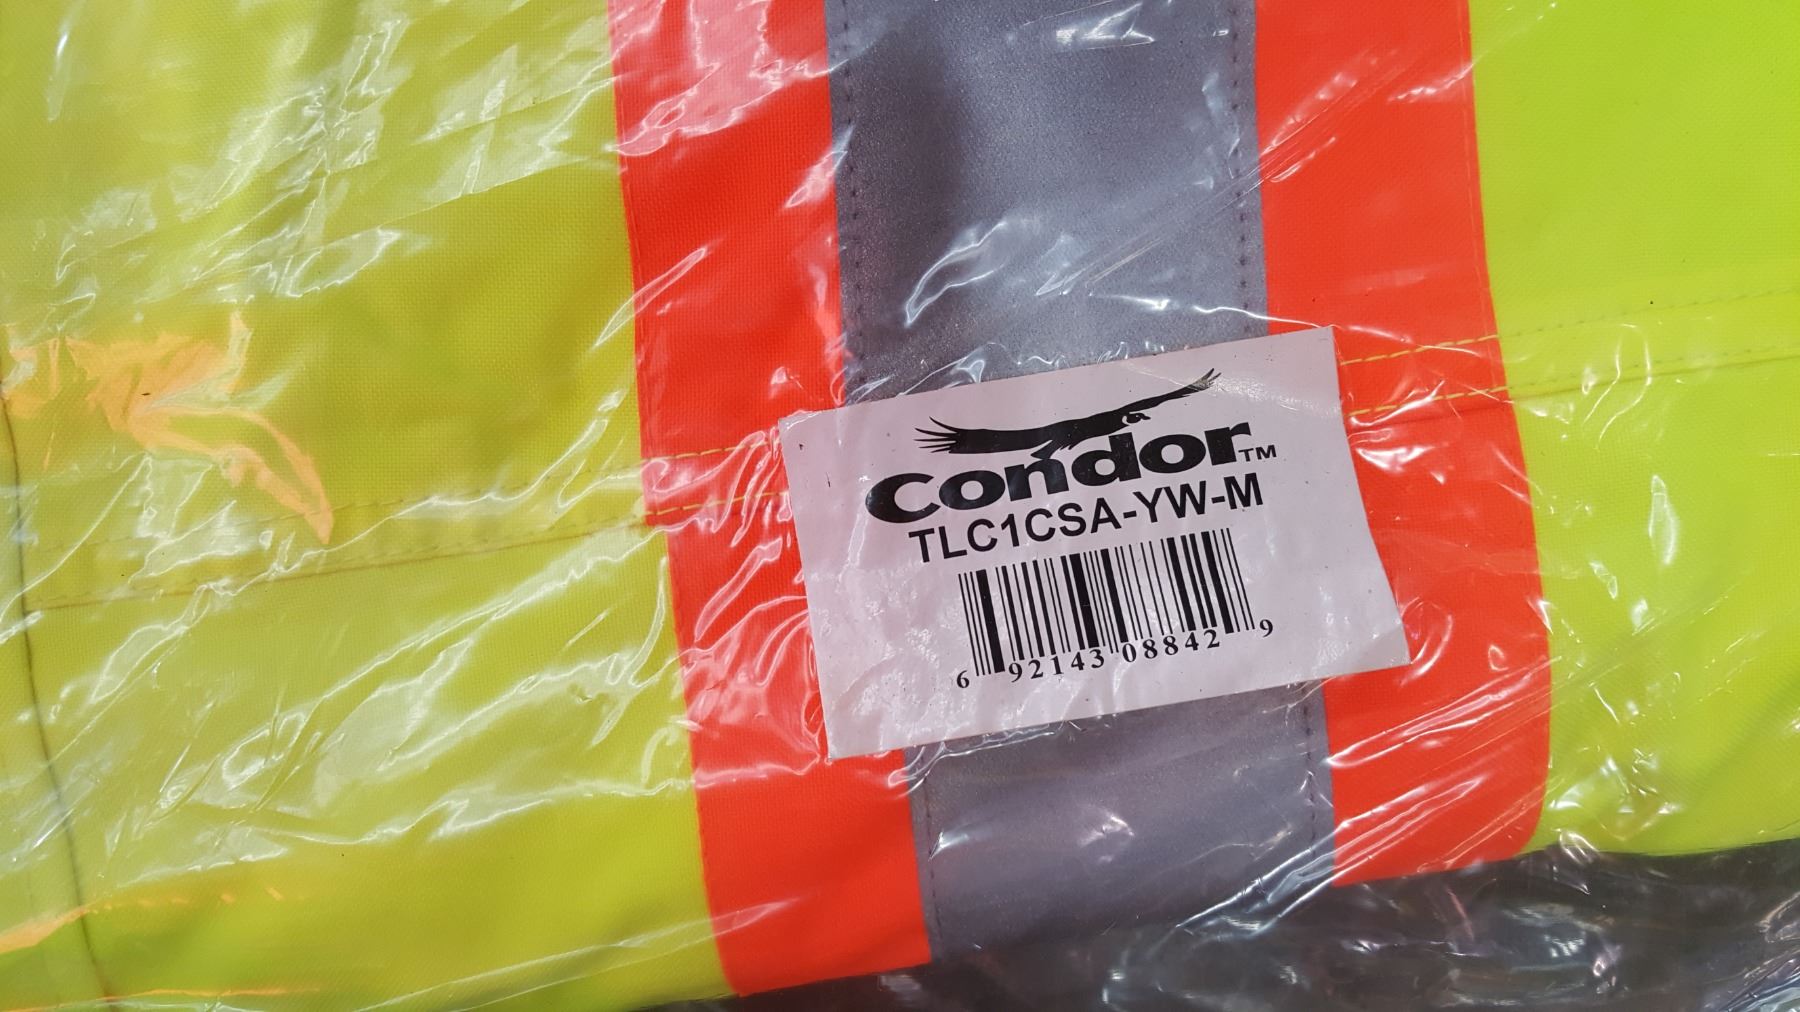 Condor™
TLC1CSA-YW-M
6 92143 08842 9